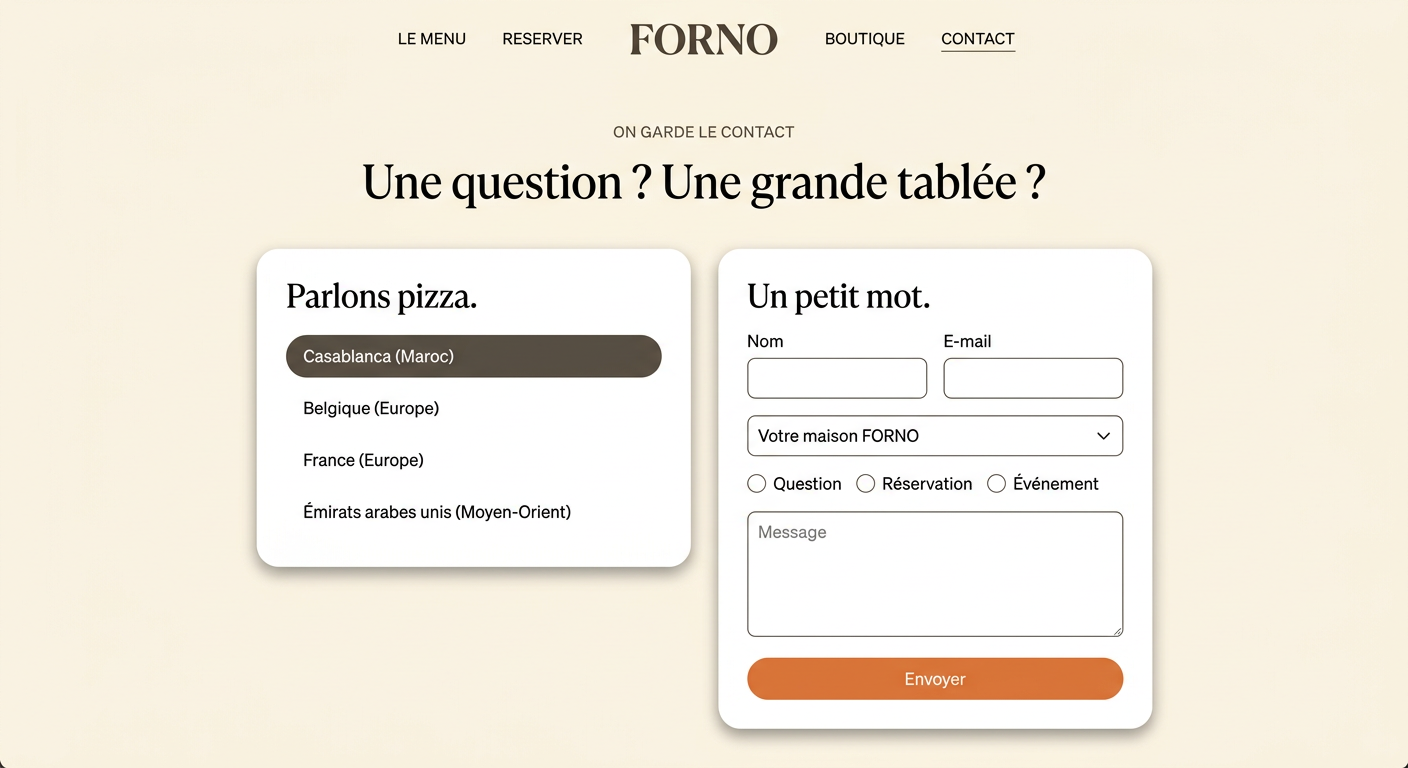 LE MENU RESERVER FORNO BOUTIQUE CONTACT
ON GARDE LE CONTACT
Une question ? Une grande tablée ?
Parlons pizza.
Casablanca (Maroc)
Belgique (Europe)
France (Europe)
Émirats arabes unis (Moyen-Orient)
Un petit mot.
Nom E-mail
Votre maison FORNO
Question Réservation Événement
Message
Envoyer